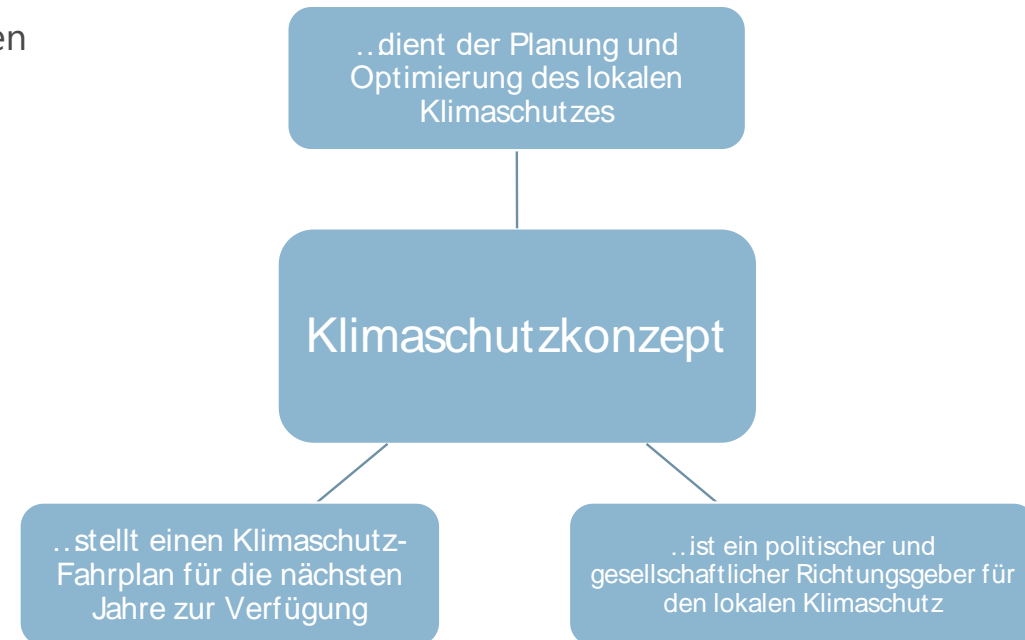 en
...dient der Planung und
Optimierung des lokalen
Klimaschutzes
Klimaschutzkonzept
...stellt einen Klimaschutz-
Fahrplan für die nächsten
Jahre zur Verfügung
...ist ein politischer und
gesellschaftlicher Richtungsgeber für
den lokalen Klimaschutz